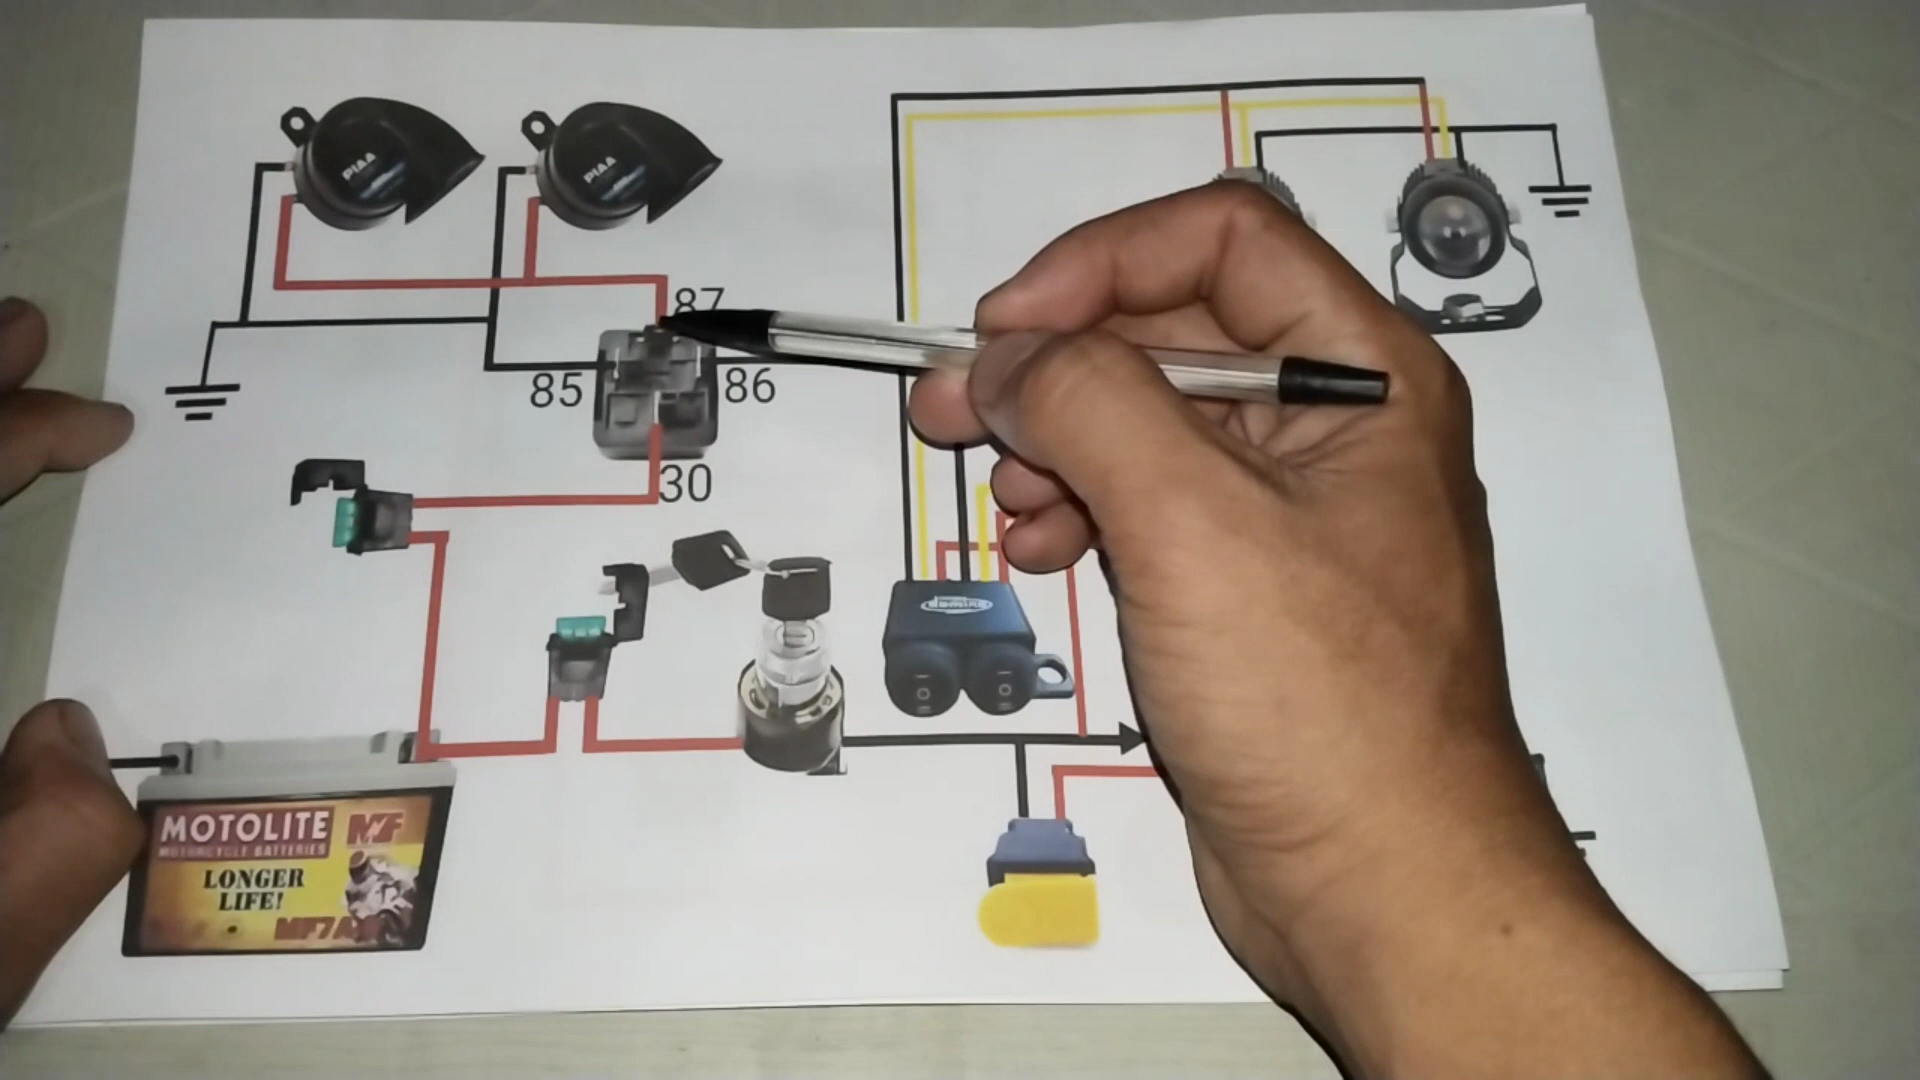 PIAA
PIAA
87
85
86
30
MOTOLITE
MOTORCYCLE BATTERIES
MF
LONGER
LIFE!